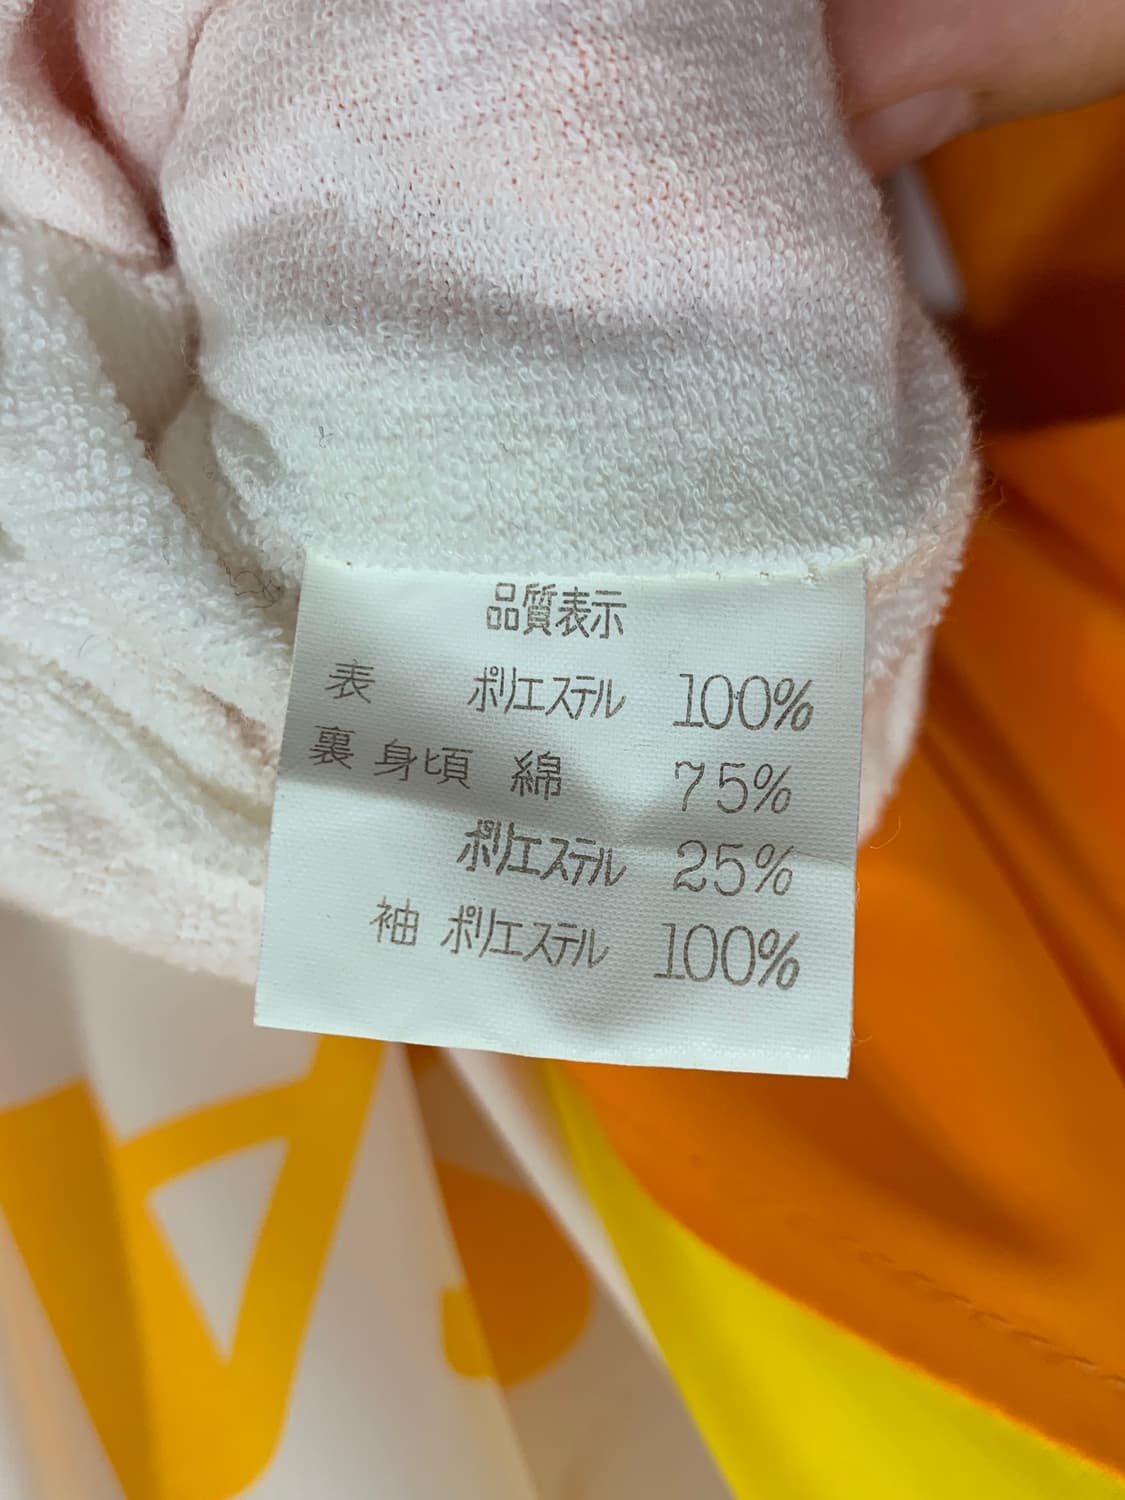 品質表示
表 ポリエステル 100%
裏 身頃 綿 75%
ポリエステル 25%
袖 ポリエステル 100%